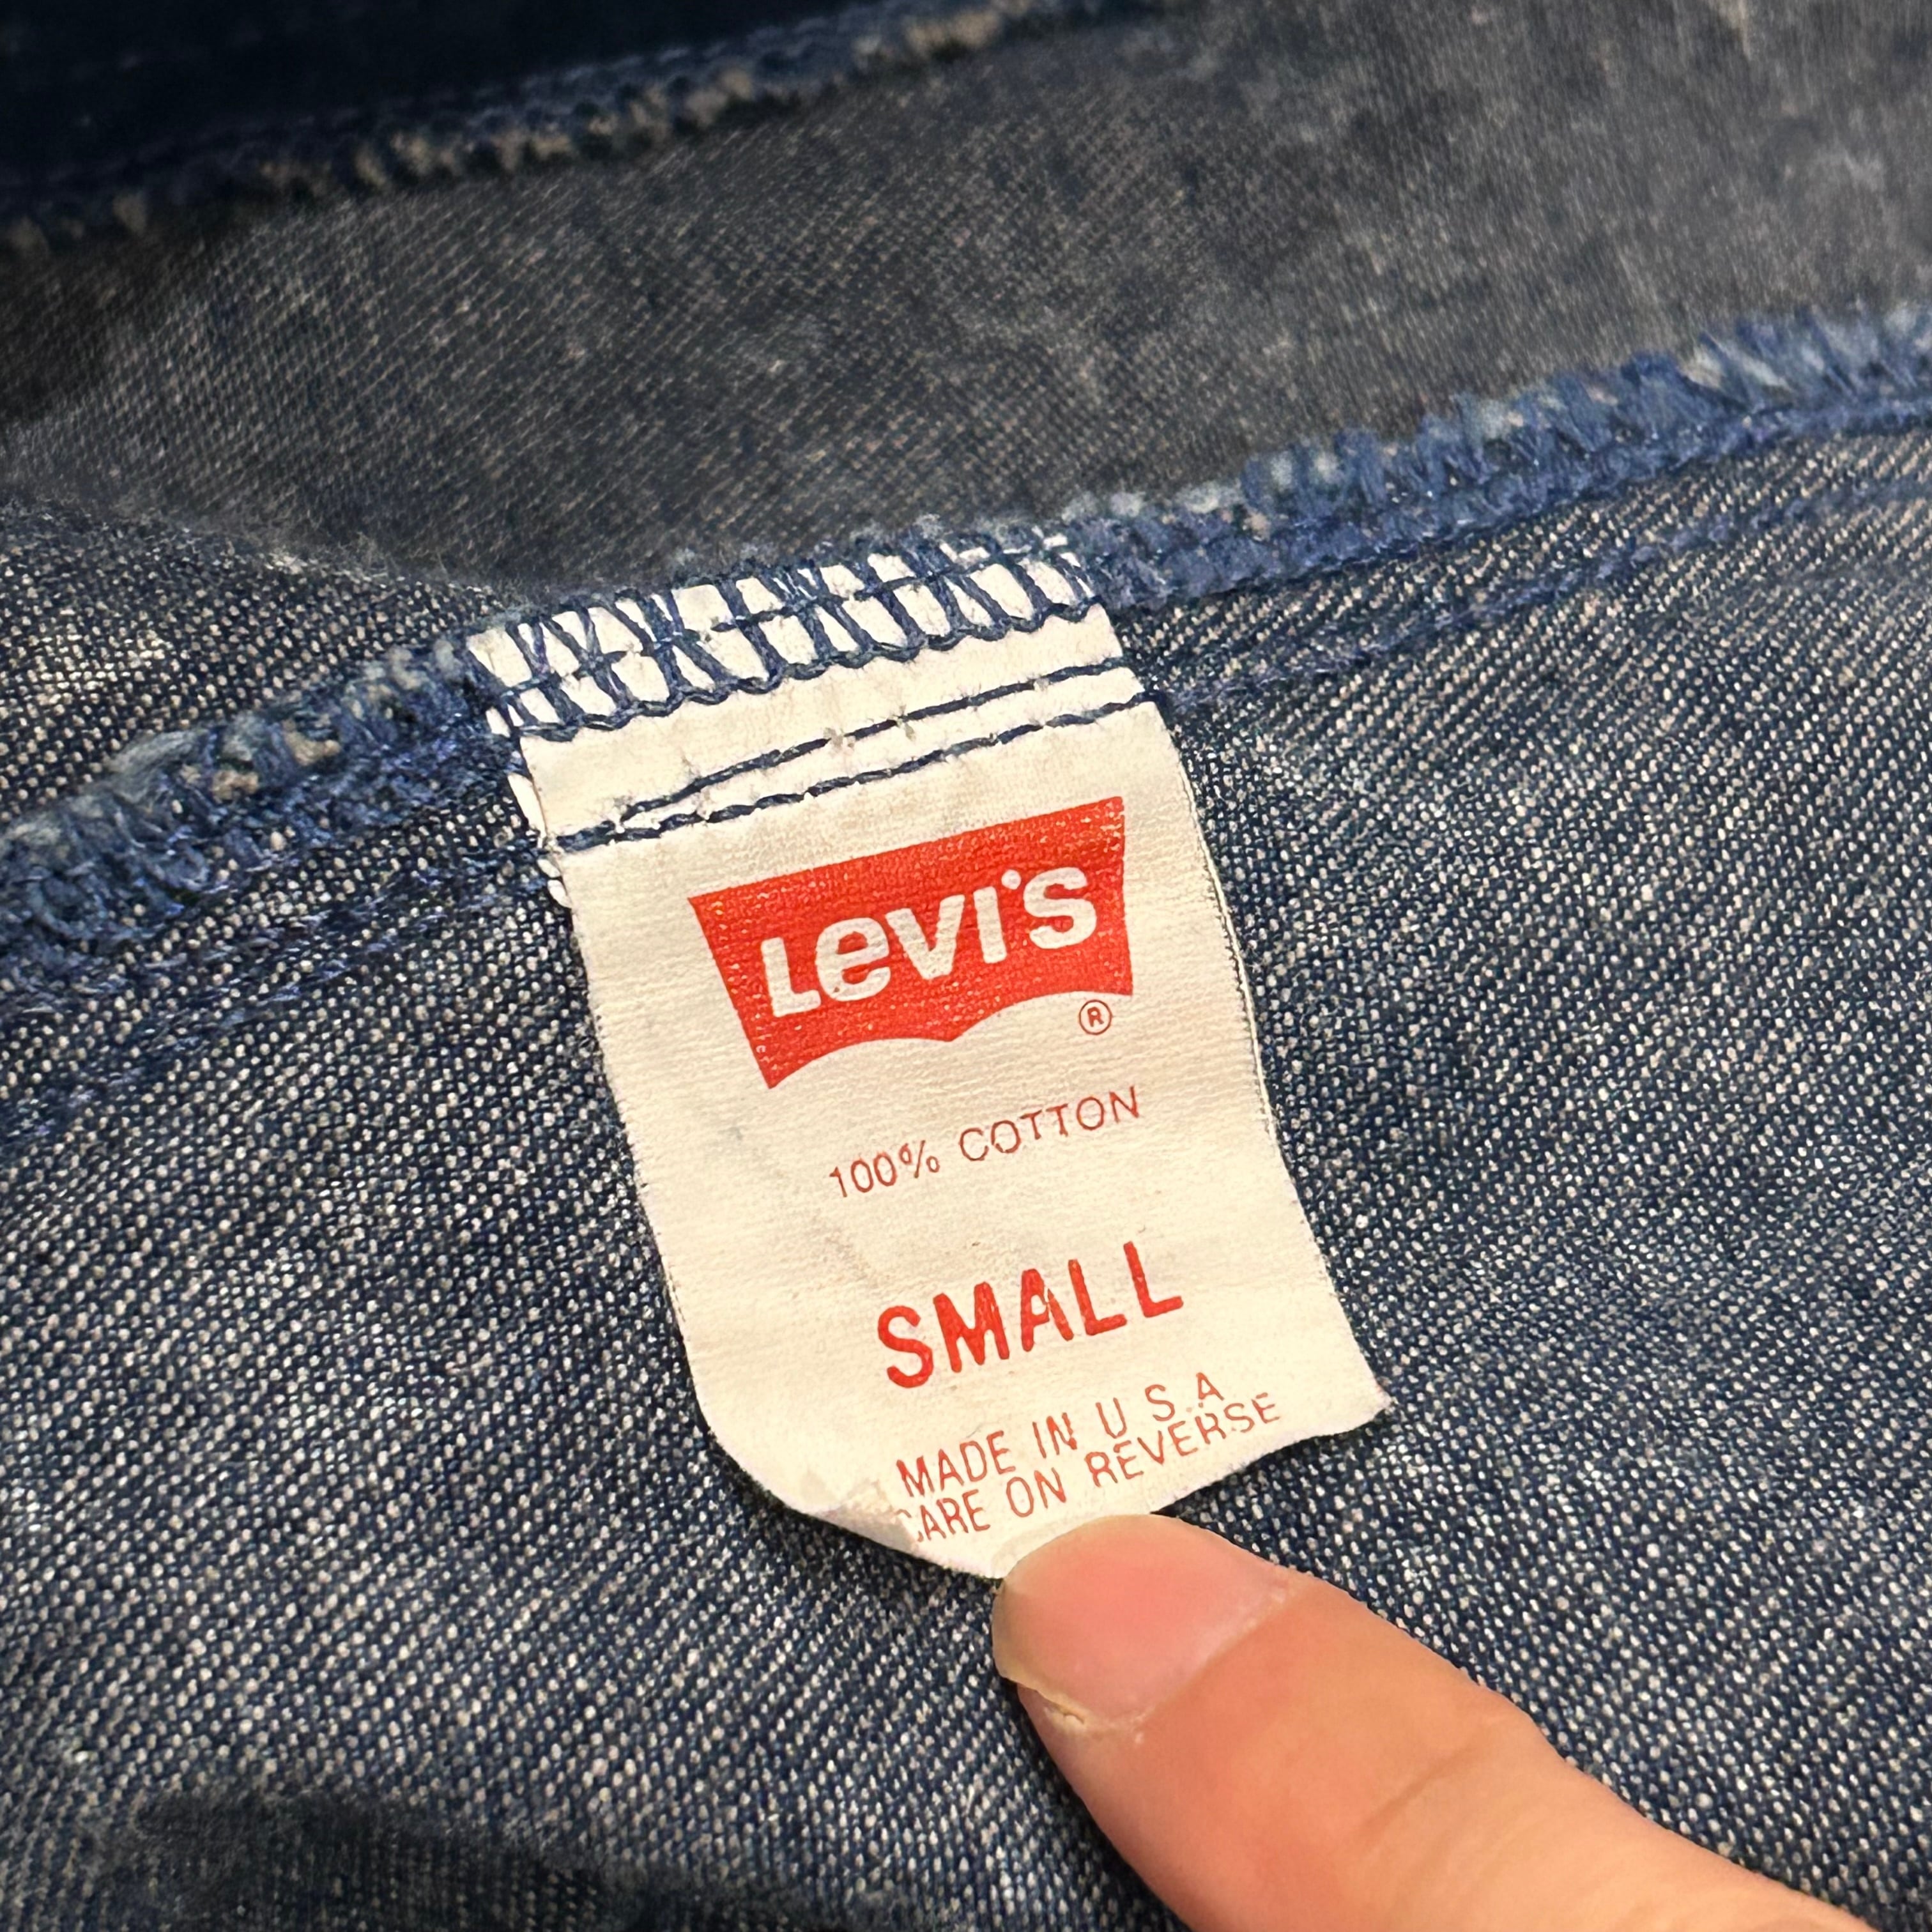 Levi's
®
100% COTTON
SMALL
MADE IN U S A
CARE ON REVERSE